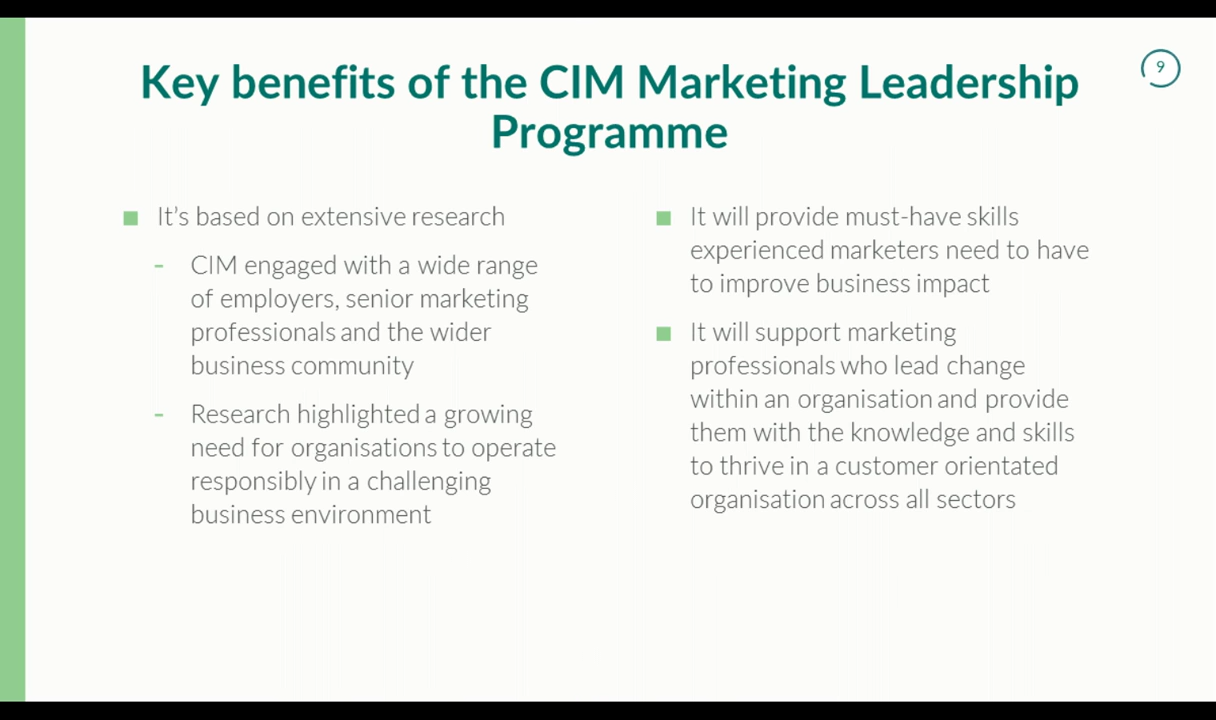 Key benefits of the CIM Marketing Leadership
Programme
9
■ It's based on extensive research
- CIM engaged with a wide range
of employers, senior marketing
professionals and the wider
business community
- Research highlighted a growing
need for organisations to operate
responsibly in a challenging
business environment
■ It will provide must-have skills
experienced marketers need to have
to improve business impact
■ It will support marketing
professionals who lead change
within an organisation and provide
them with the knowledge and skills
to thrive in a customer orientated
organisation across all sectors